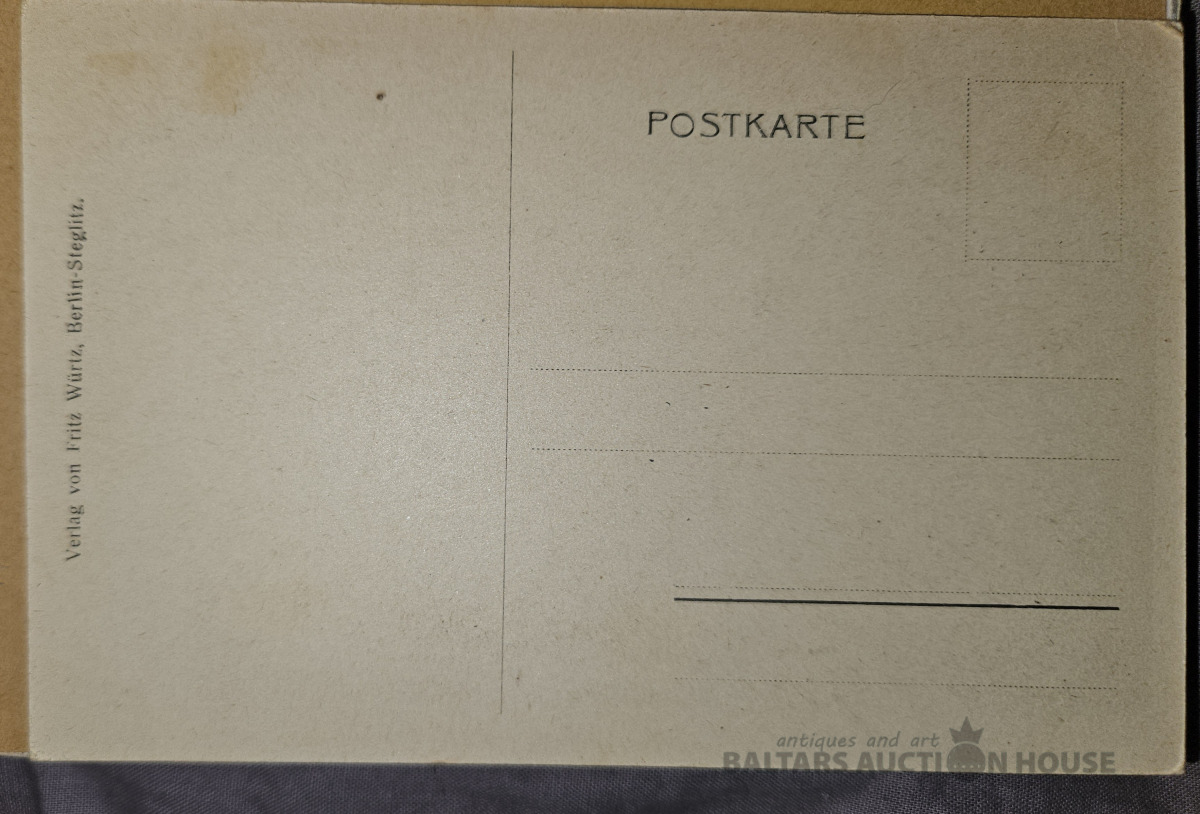 POSTKARTE
Verlag von Fritz Würtz, Berlin-Steglitz.
antiques and art
BALTARS AUCTION HOUSE